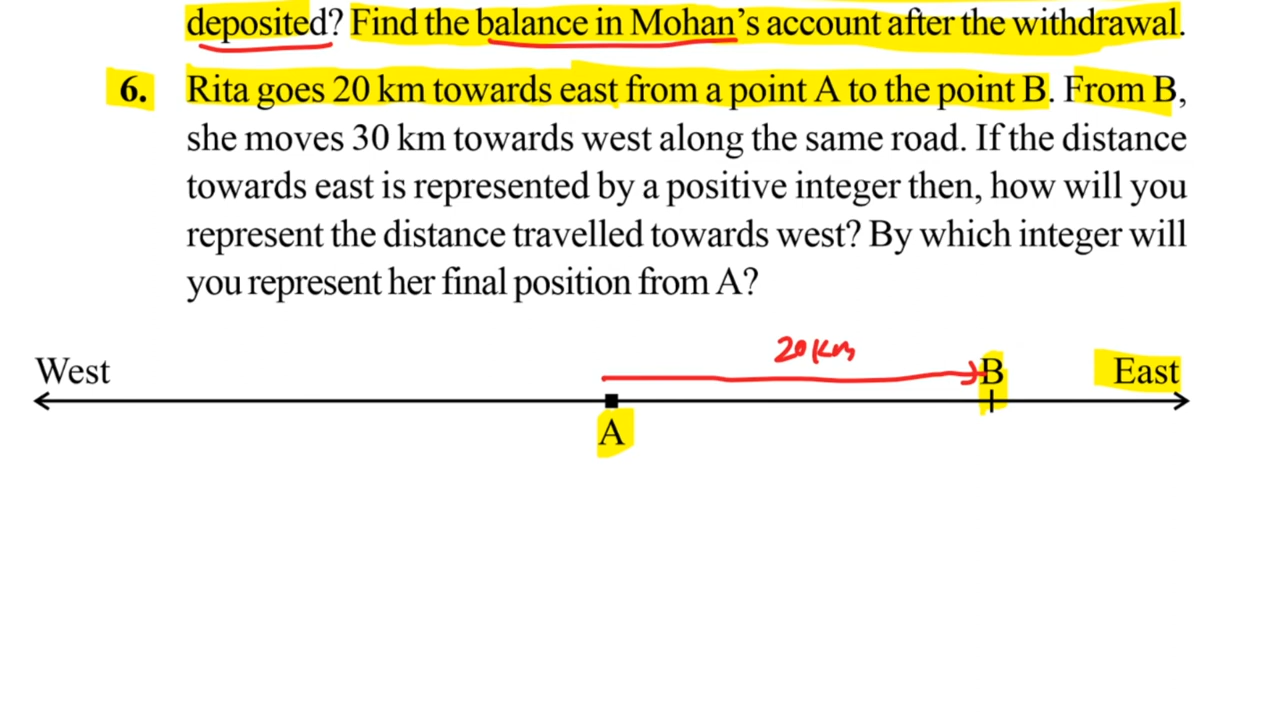 deposited? Find the balance in Mohan’s account after the withdrawal.
6. Rita goes 20 km towards east from a point A to the point B. From B,
she moves 30 km towards west along the same road. If the distance
towards east is represented by a positive integer then, how will you
represent the distance travelled towards west? By which integer will
you represent her final position from A?
20 Km
West B East
A